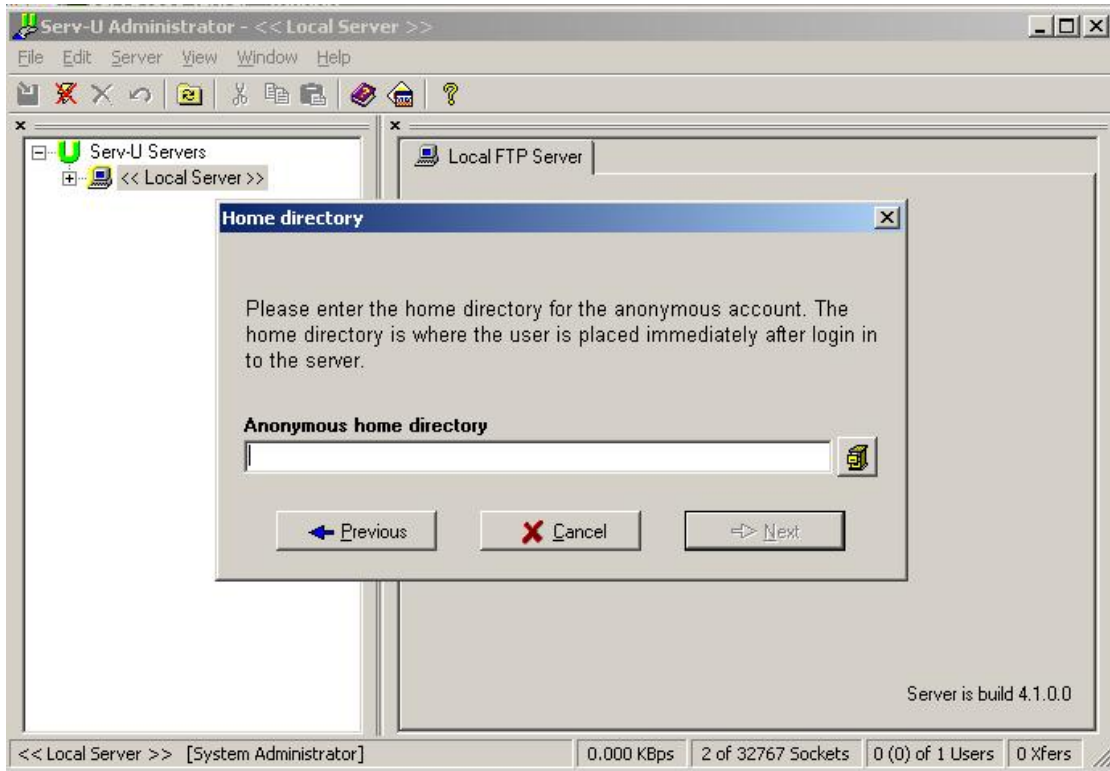 Serv-U Administrator - << Local Server >>
File Edit Server View Window Help
Serv-U Servers
<< Local Server >>
Local FTP Server
Home directory
Please enter the home directory for the anonymous account. The
home directory is where the user is placed immediately after login in
to the server.
Anonymous home directory
Previous
Cancel
Next
Server is build 4.1.0.0
<< Local Server >> [System Administrator]
0.000 KBps
2 of 32767 Sockets
0 (0) of 1 Users
0 Xfers